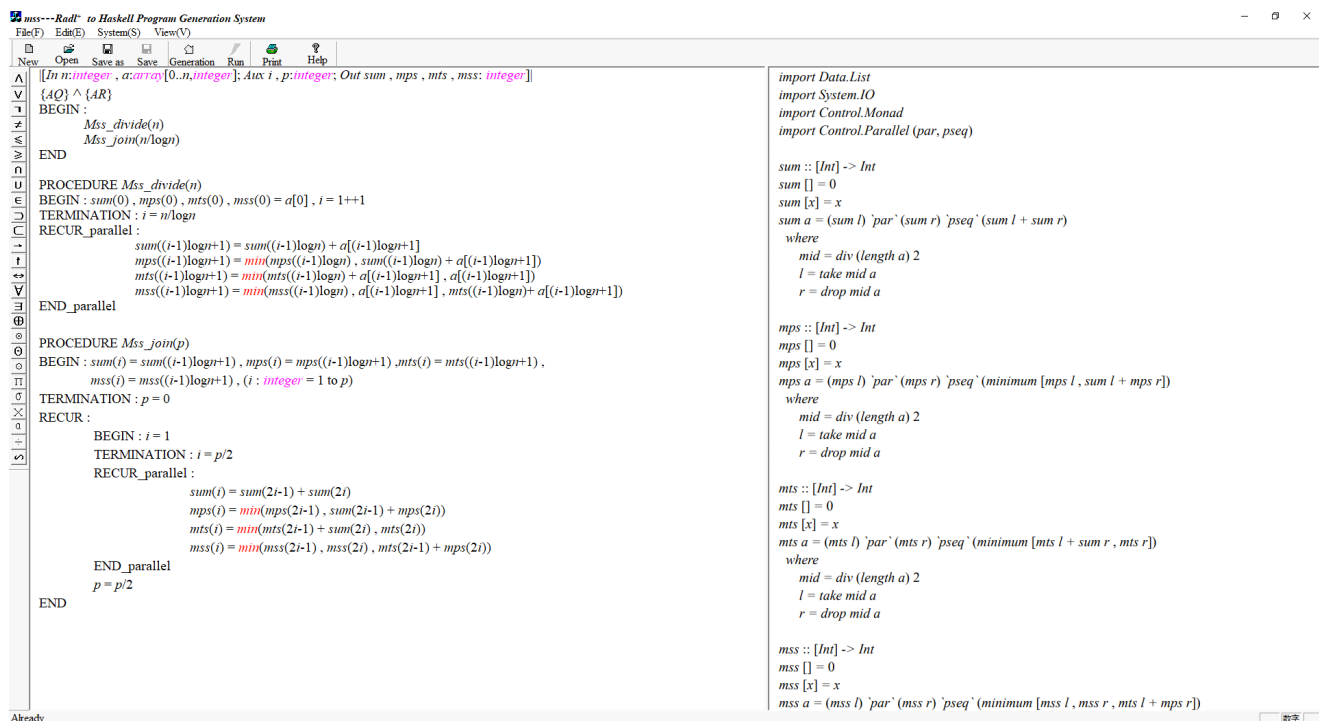 mss---Radl⁺ to Haskell Program Generation System
File(F) Edit(E) System(S) View(V)
New Open Save as Save Generation Run Print Help
|[In n:integer , a:array[0..n,integer]; Aux i , p:integer; Out sum , mps , mts , mss: integer]|
{AQ} ∧ {AR}
BEGIN :
Mss_divide(n)
Mss_join(n/logn)
END
PROCEDURE Mss_divide(n)
BEGIN : sum(0) , mps(0) , mts(0) , mss(0) = a[0] , i = 1++1
TERMINATION : i = n/logn
RECUR_parallel :
sum((i-1)logn+1) = sum((i-1)logn) + a[(i-1)logn+1]
mps((i-1)logn+1) = min(mps((i-1)logn) , sum((i-1)logn) + a[(i-1)logn+1])
mts((i-1)logn+1) = min(mts((i-1)logn) + a[(i-1)logn+1] , a[(i-1)logn+1])
mss((i-1)logn+1) = min(mss((i-1)logn) , a[(i-1)logn+1] , mts((i-1)logn)+ a[(i-1)logn+1])
END_parallel
PROCEDURE Mss_join(p)
BEGIN : sum(i) = sum((i-1)logn+1) , mps(i) = mps((i-1)logn+1) ,mts(i) = mts((i-1)logn+1) ,
mss(i) = mss((i-1)logn+1) , (i : integer = 1 to p)
TERMINATION : p = 0
RECUR :
BEGIN : i = 1
TERMINATION : i = p/2
RECUR_parallel :
sum(i) = sum(2i-1) + sum(2i)
mps(i) = min(mps(2i-1) , sum(2i-1) + mps(2i))
mts(i) = min(mts(2i-1) + sum(2i) , mts(2i))
mss(i) = min(mss(2i-1) , mss(2i) , mts(2i-1) + mps(2i))
END_parallel
p = p/2
END
import Data.List
import System.IO
import Control.Monad
import Control.Parallel (par, pseq)
sum :: [Int] -> Int
sum [] = 0
sum [x] = x
sum a = (sum l) `par` (sum r) `pseq` (sum l + sum r)
where
mid = div (length a) 2
l = take mid a
r = drop mid a
mps :: [Int] -> Int
mps [] = 0
mps [x] = x
mps a = (mps l) `par` (mps r) `pseq` (minimum [mps l , sum l + mps r])
where
mid = div (length a) 2
l = take mid a
r = drop mid a
mts :: [Int] -> Int
mts [] = 0
mts [x] = x
mts a = (mts l) `par` (mts r) `pseq` (minimum [mts l + sum r , mts r])
where
mid = div (length a) 2
l = take mid a
r = drop mid a
mss :: [Int] -> Int
mss [] = 0
mss [x] = x
mss a = (mss l) `par` (mss r) `pseq` (minimum [mss l , mss r , mts l + mps r])
Already
数字